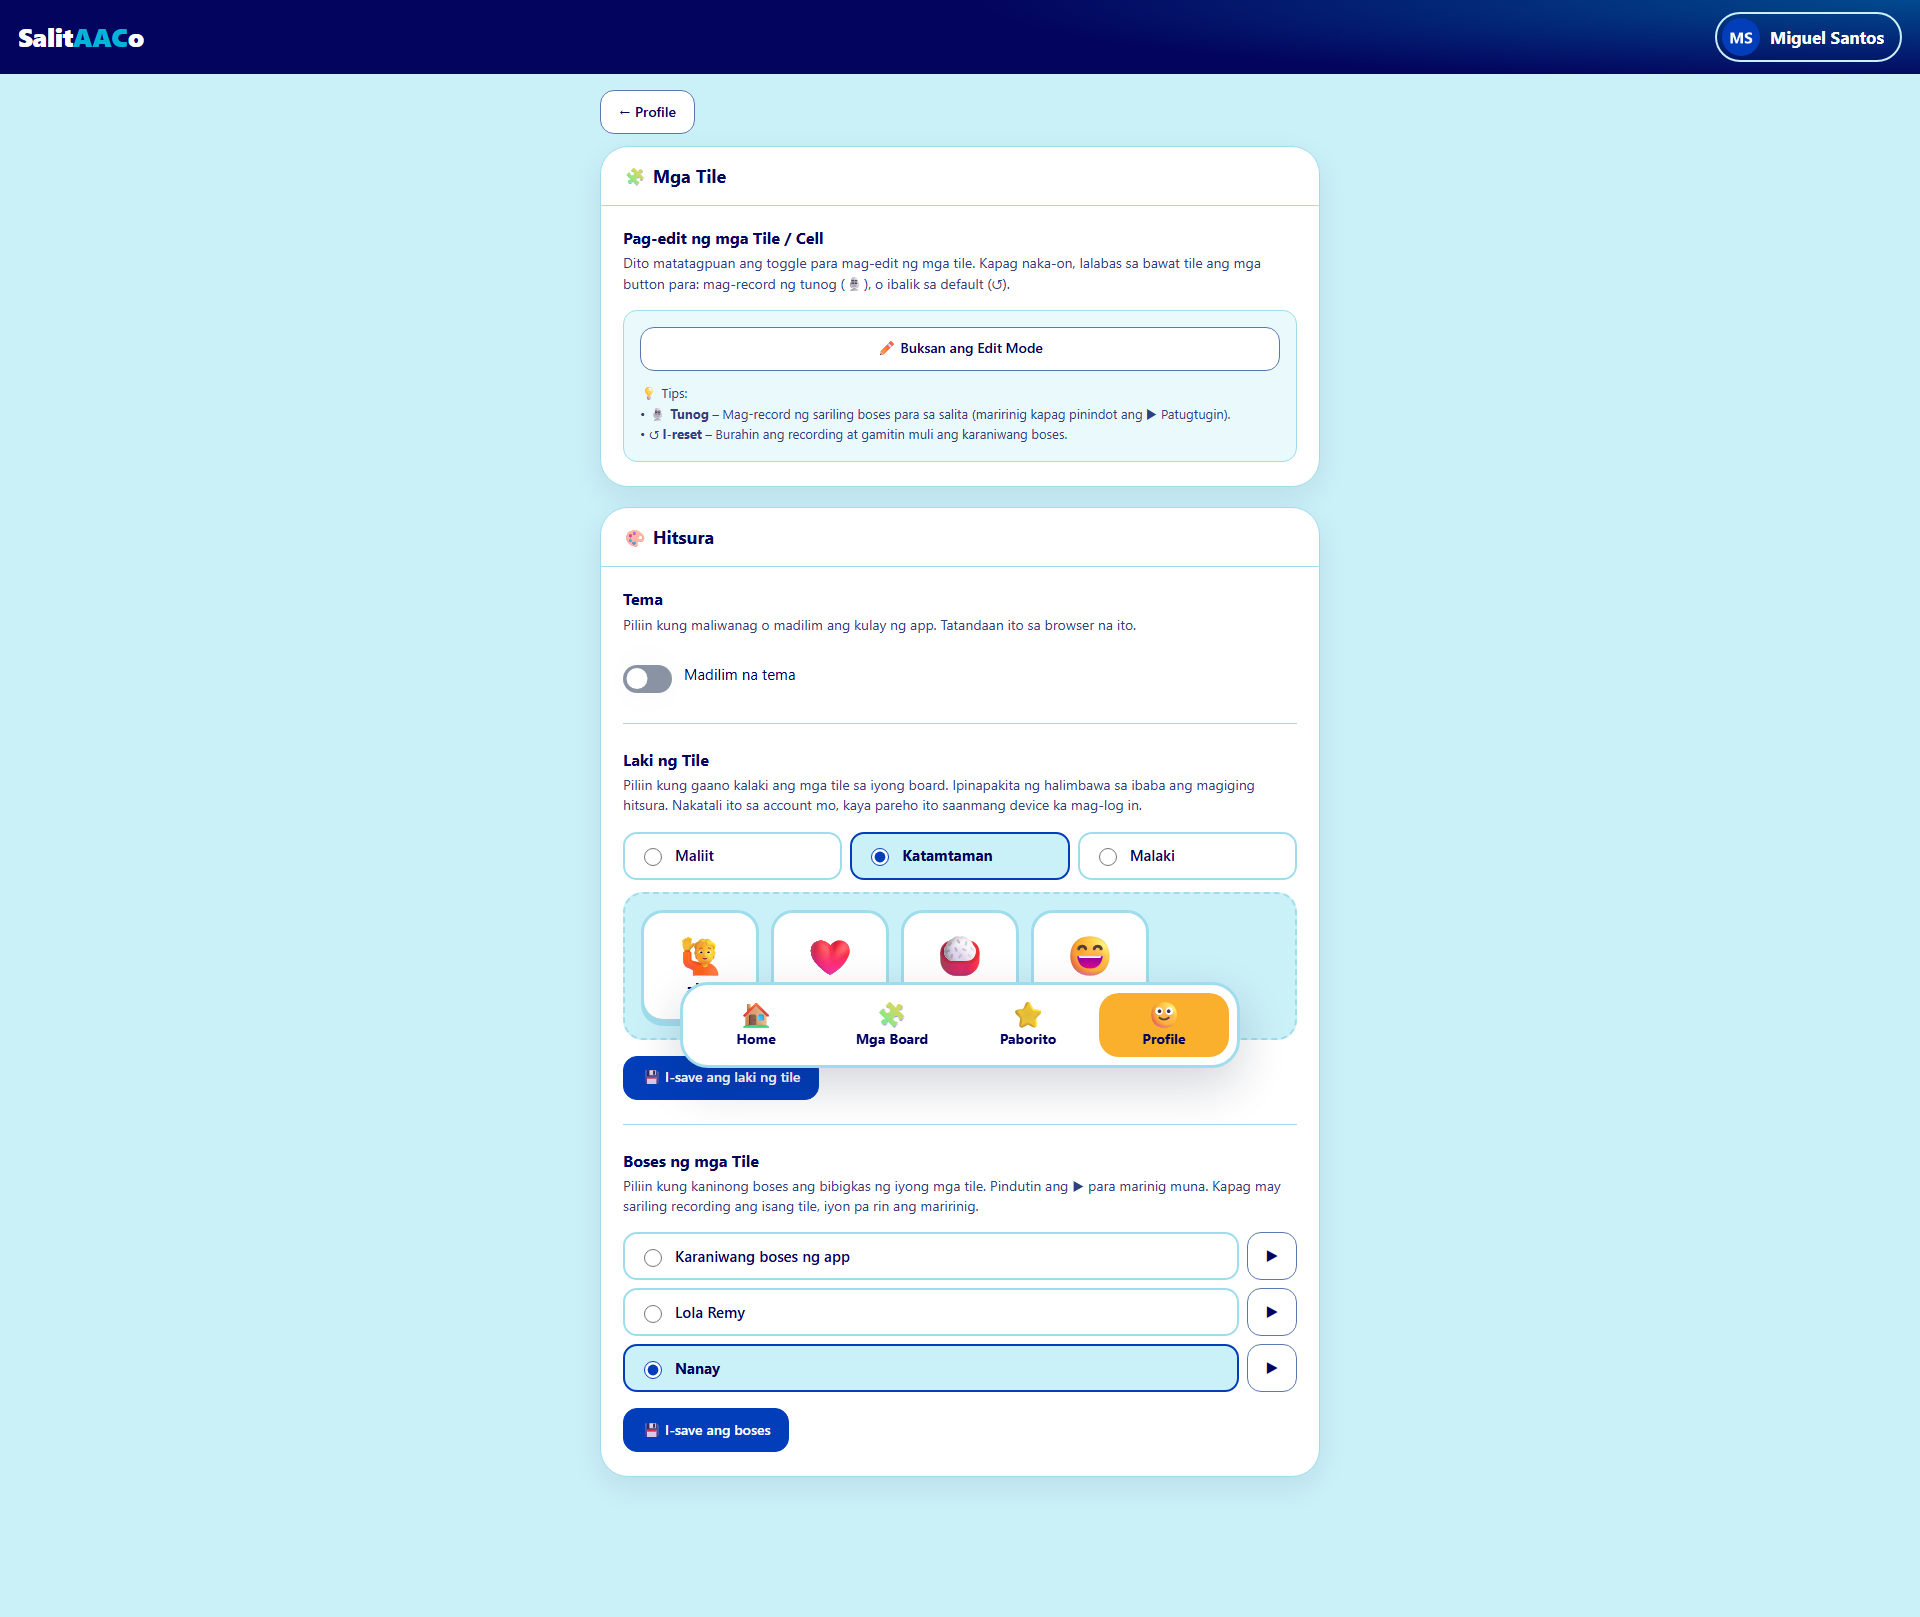 SalitAACo
MS Miguel Santos
← Profile
Mga Tile
Pag-edit ng mga Tile / Cell
Dito matatagpuan ang toggle para mag-edit ng mga tile. Kapag naka-on, lalabas sa bawat tile ang mga
button para: mag-record ng tunog (🎙), o ibalik sa default (↺).
Buksan ang Edit Mode
Tips:
• Tunog – Mag-record ng sariling boses para sa salita (maririnig kapag pinindot ang ▶ Patugtugin).
• ↺ I-reset – Burahin ang recording at gamitin muli ang karaniwang boses.
Hitsura
Tema
Piliin kung maliwanag o madilim ang kulay ng app. Tatandaan ito sa browser na ito.
Madilim na tema
Laki ng Tile
Piliin kung gaano kalaki ang mga tile sa iyong board. Ipinapakita ng halimbawa sa ibaba ang magiging
hitsura. Nakatali ito sa account mo, kaya pareho ito saanmang device ka mag-log in.
Maliit
Katamtaman
Malaki
Home
Mga Board
Paborito
Profile
I-save ang laki ng tile
Boses ng mga Tile
Piliin kung kaninong boses ang bibigkas ng iyong mga tile. Pindutin ang ▶ para marinig muna. Kapag may
sariling recording ang isang tile, iyon pa rin ang maririnig.
Karaniwang boses ng app
▶
Lola Remy
▶
Nanay
▶
I-save ang boses